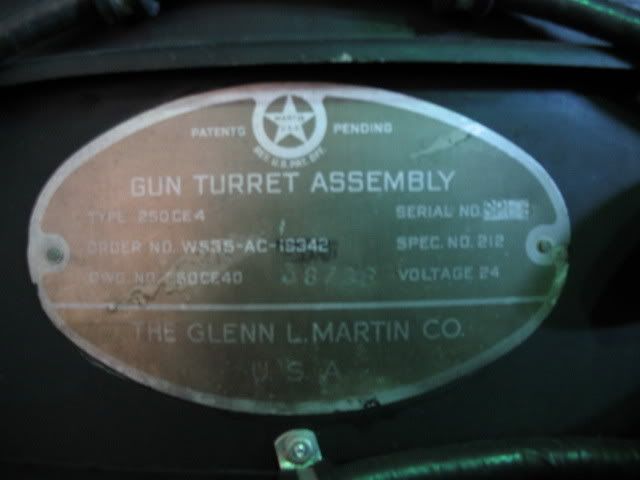 MARTIN
U.S.A.
REG. U.S. PAT. OFF.
PATENTS PENDING
GUN TURRET ASSEMBLY
TYPE 250CE4 SERIAL NO.
ORDER NO. W535-AC-18342 SPEC. NO. 212
DWG. NO. 250CE40 VOLTAGE 24
THE GLENN L. MARTIN CO.
U S A